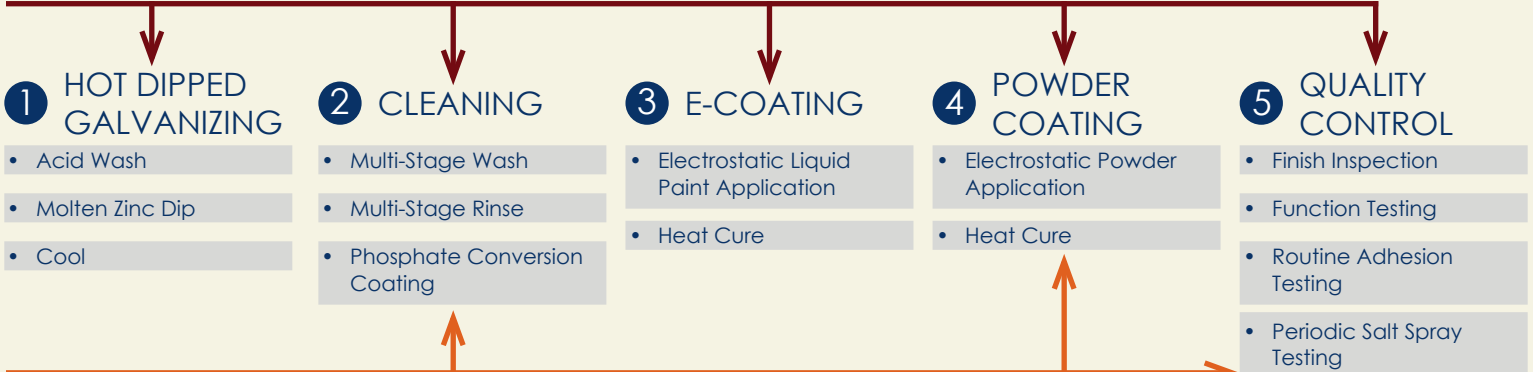 1 HOT DIPPED
GALVANIZING
• Acid Wash
• Molten Zinc Dip
• Cool
2 CLEANING
• Multi-Stage Wash
• Multi-Stage Rinse
• Phosphate Conversion
Coating
3 E-COATING
• Electrostatic Liquid
Paint Application
• Heat Cure
4 POWDER
COATING
• Electrostatic Powder
Application
• Heat Cure
5 QUALITY
CONTROL
• Finish Inspection
• Function Testing
• Routine Adhesion
Testing
• Periodic Salt Spray
Testing